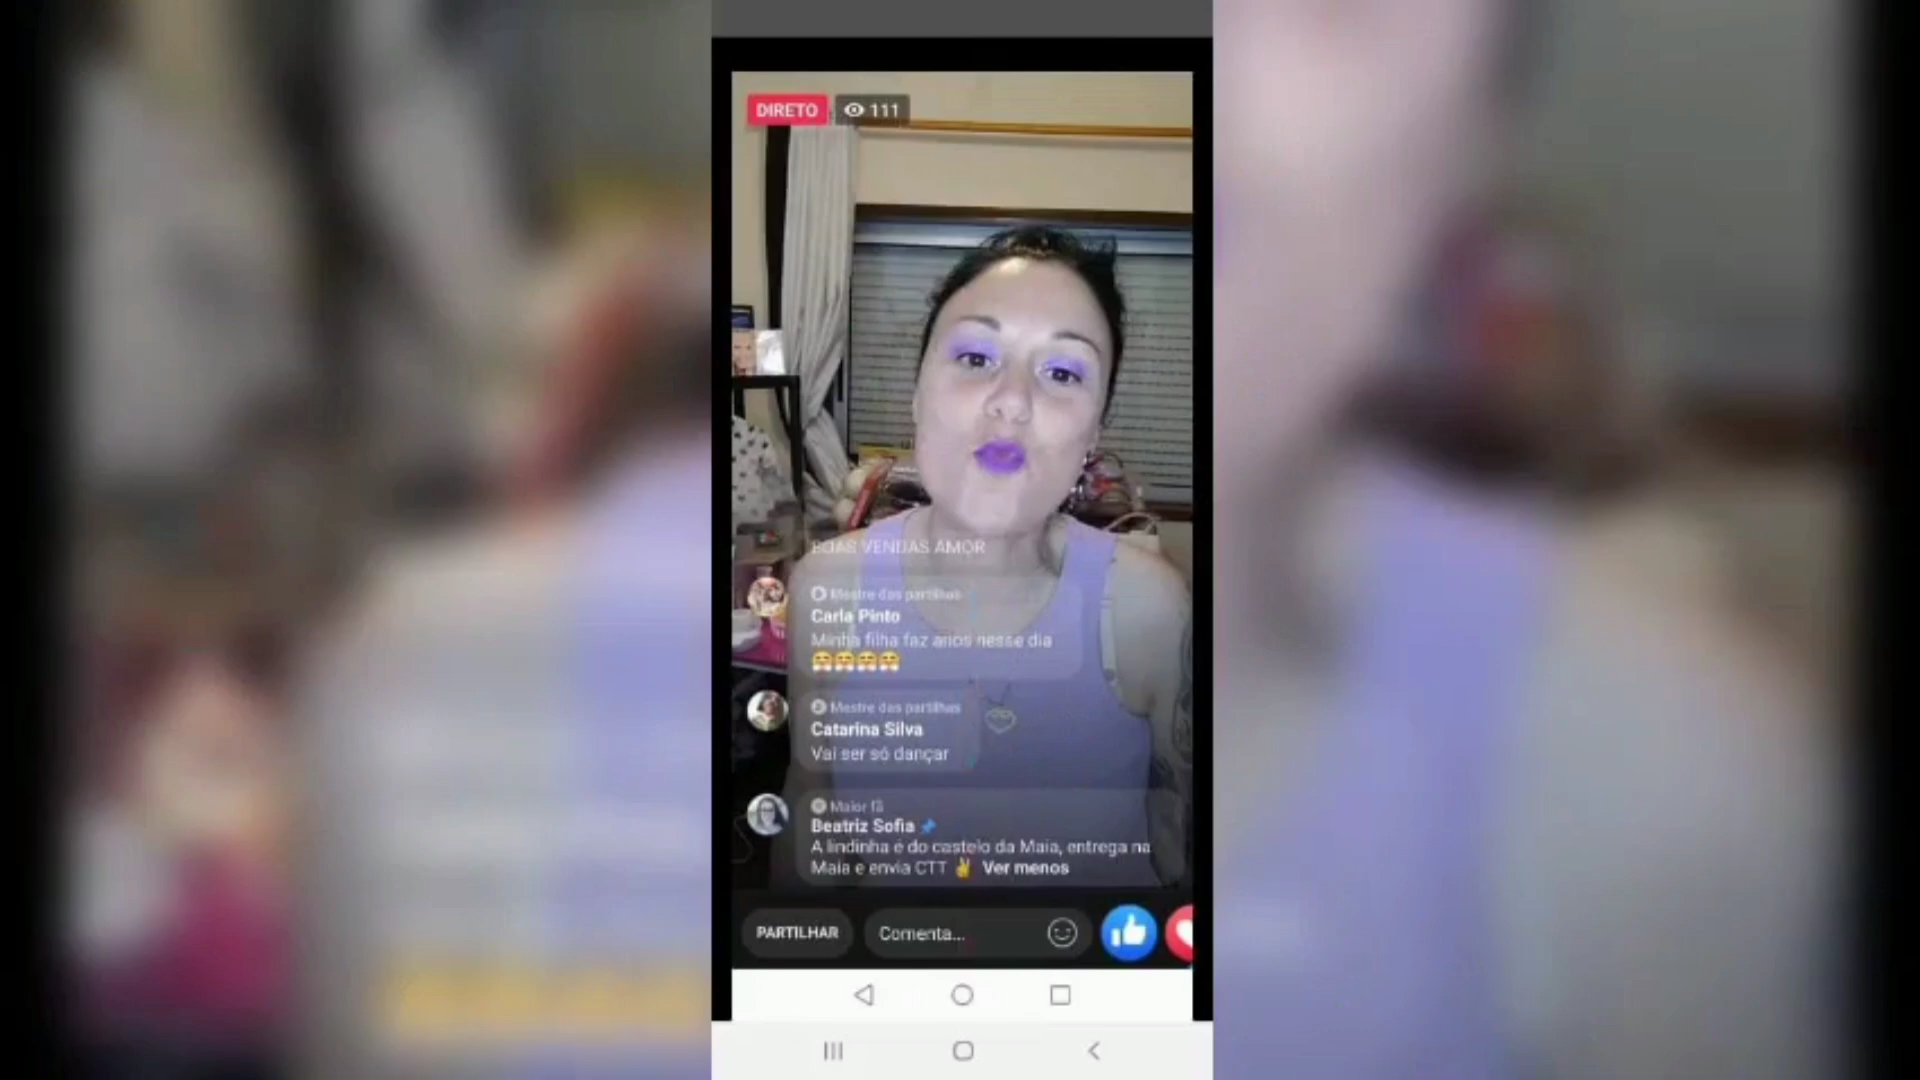 DIRETO 111
BOAS VENDAS AMOR
Mestre das partilhas
Carla Pinto
Minha filha faz anos nesse dia
Mestre das partilhas
Catarina Silva
Vai ser só dançar
Maior fã
Beatriz Sofia
A lindinha é do castelo da Maia, entrega na
Maia e envia CTT ✌ Ver menos
PARTILHAR Comenta...